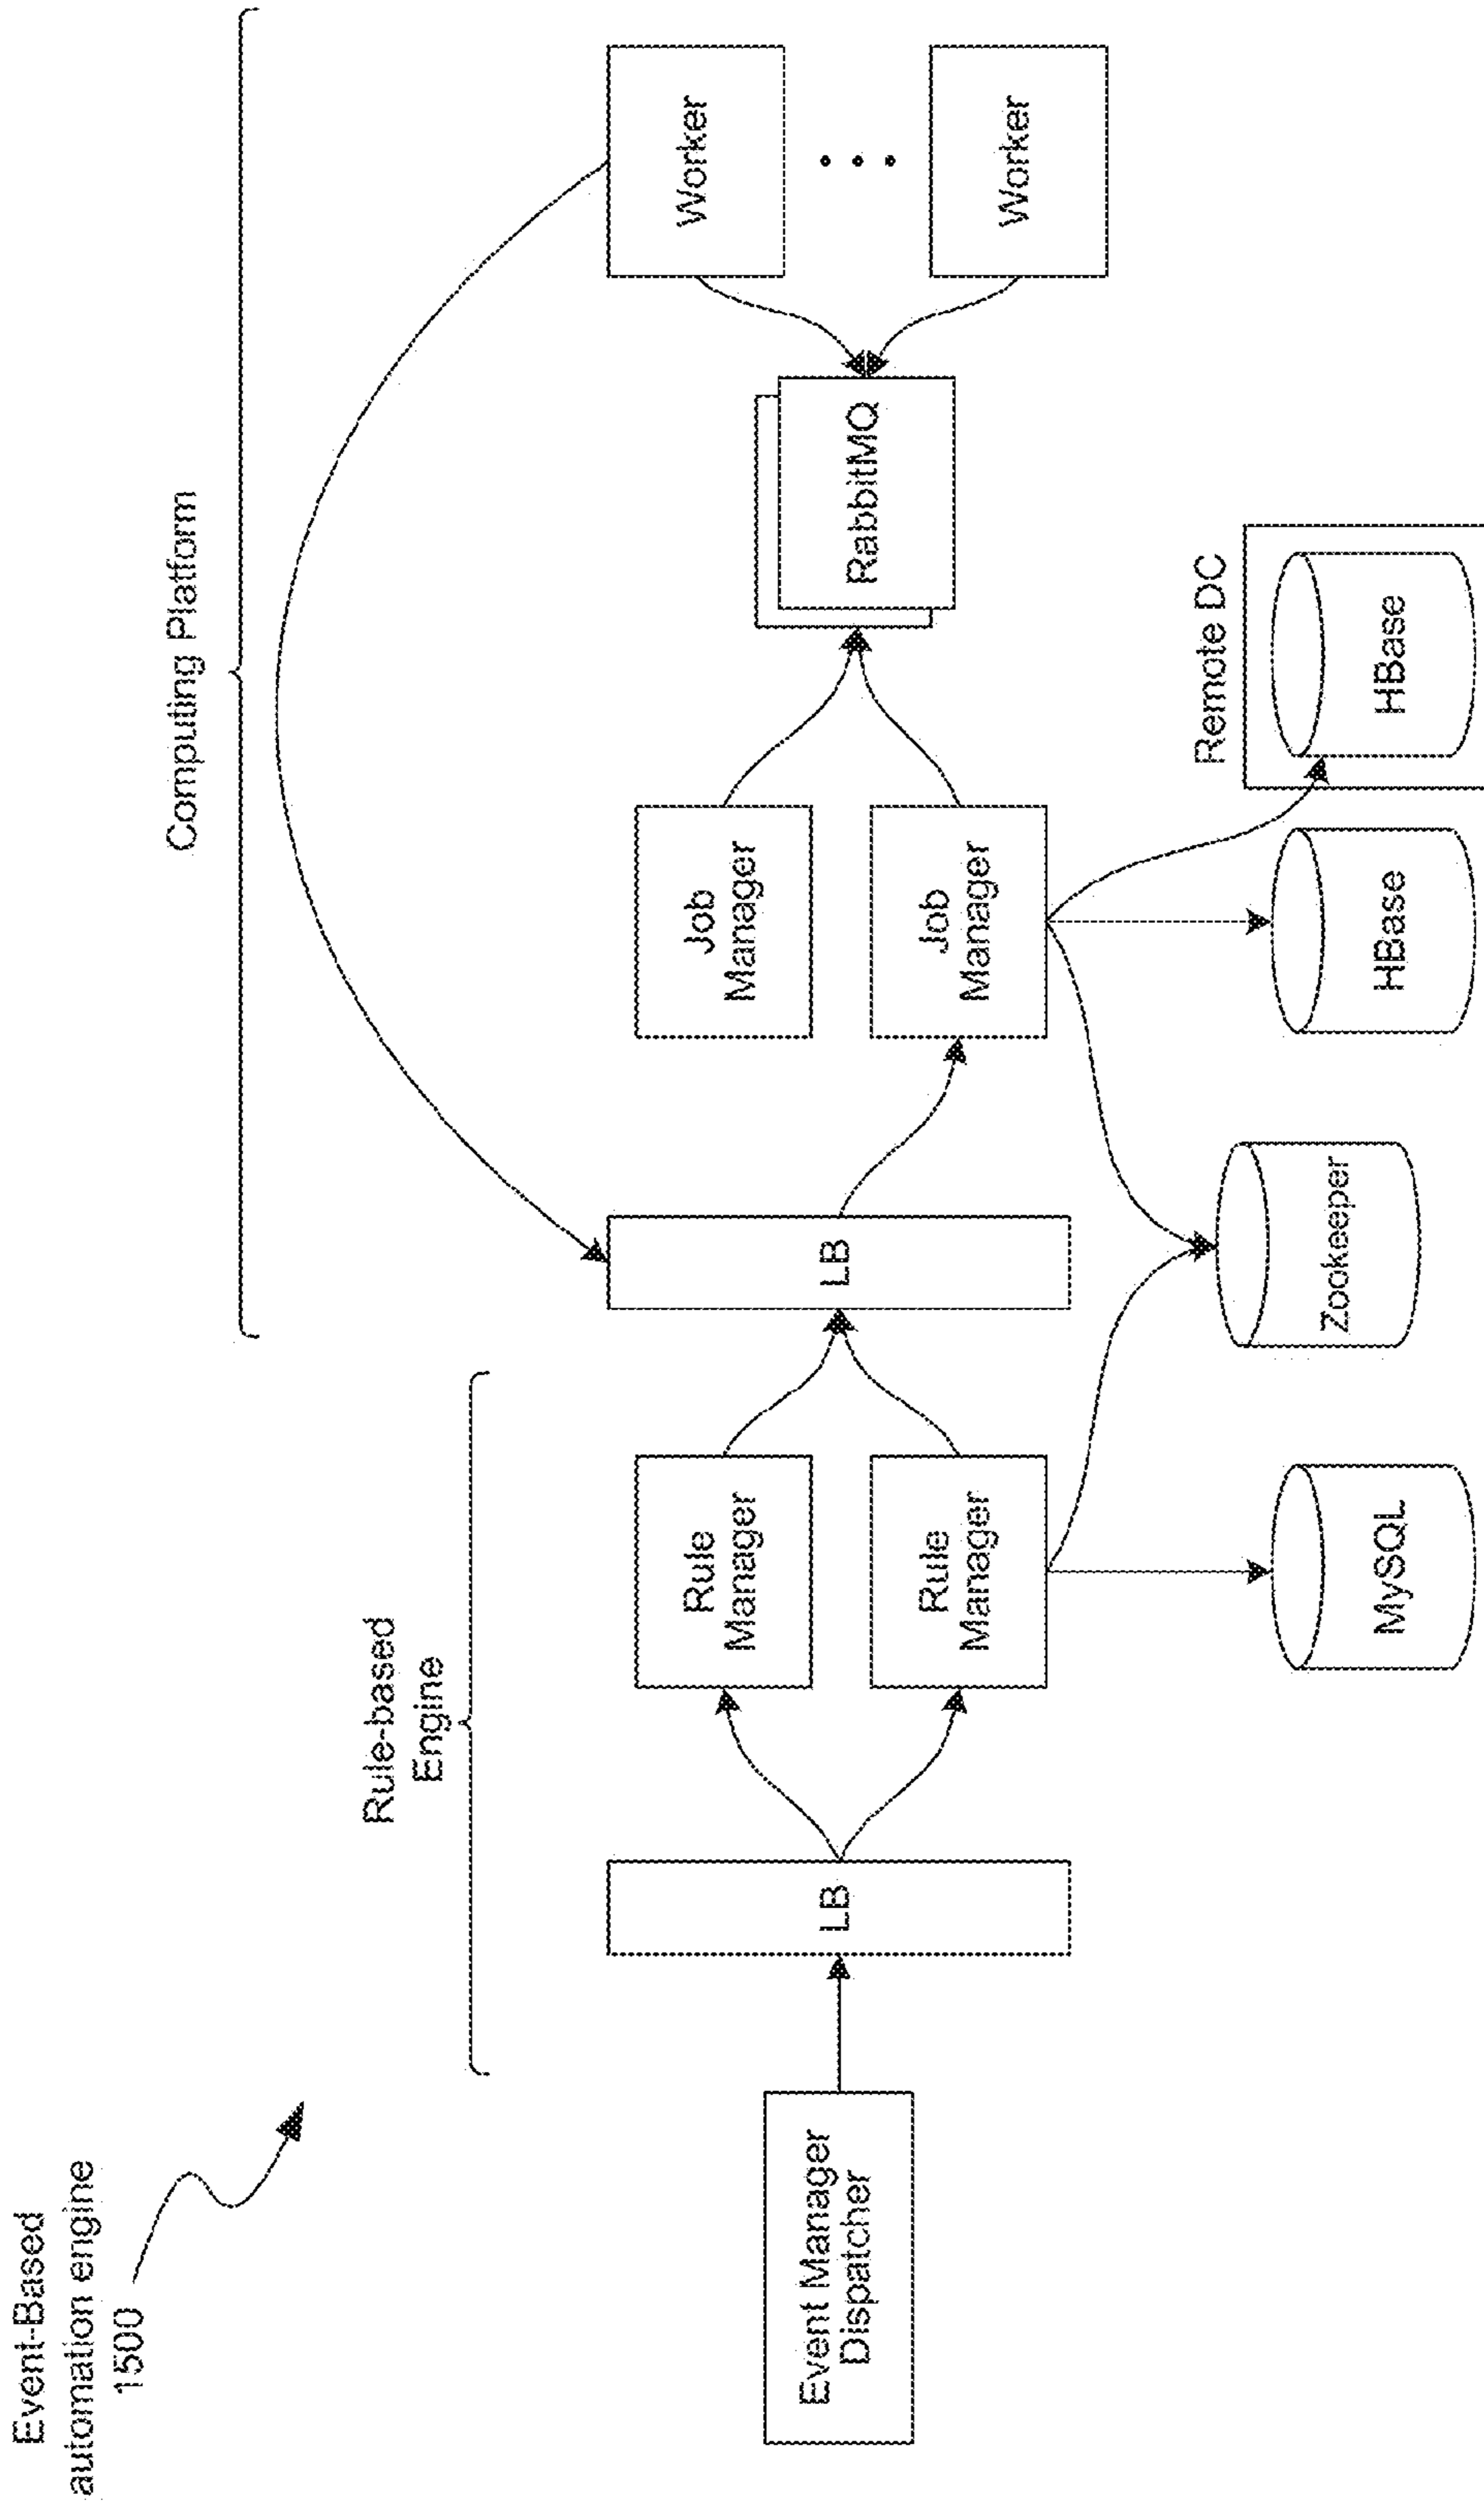 Event-Based
automation engine
1500
Computing Platform
Rule-based
Engine
Event Manager
Dispatcher
LB
Rule
Manager
Rule
Manager
LB
Job
Manager
Job
Manager
RabbitMQ
Worker
Worker
MySQL
Zookeeper
HBase
Remote DC
HBase